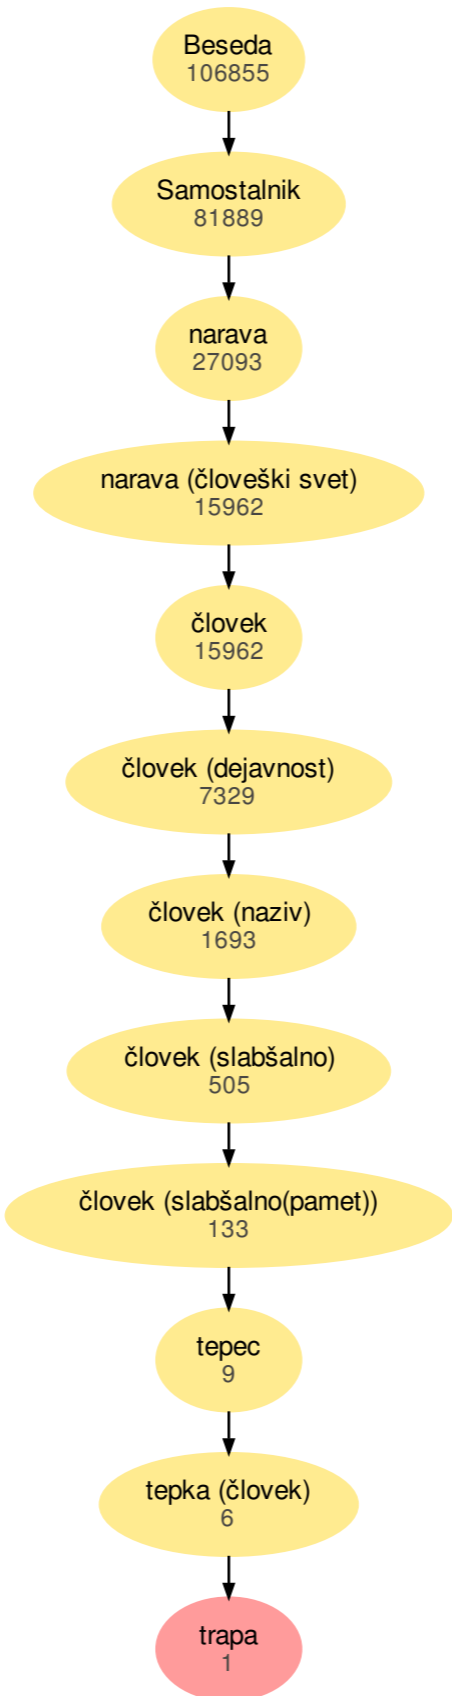 Beseda
106855
Samostalnik
81889
narava
27093
narava (človeški svet)
15962
človek
15962
človek (dejavnost)
7329
človek (naziv)
1693
človek (slabšalno)
505
človek (slabšalno(pamet))
133
tepec
9
tepka (človek)
6
trapa
1